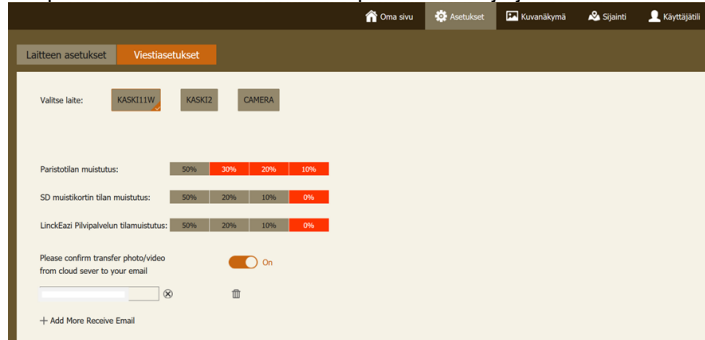 Oma sivu Asetukset Kuvanäkymä Sijainti Käyttäjätili
Laitteen asetukset Viestiasetukset
Valitse laite: KASKI11W KASKI2 CAMERA
Paristotilan muistutus: 50% 30% 20% 10%
SD muistikortin tilan muistutus: 50% 20% 10% 0%
LinckEazi Pilvipalvelun tilamuistutus: 50% 20% 10% 0%
Please confirm transfer photo/video
from cloud sever to your email
On
+ Add More Receive Email